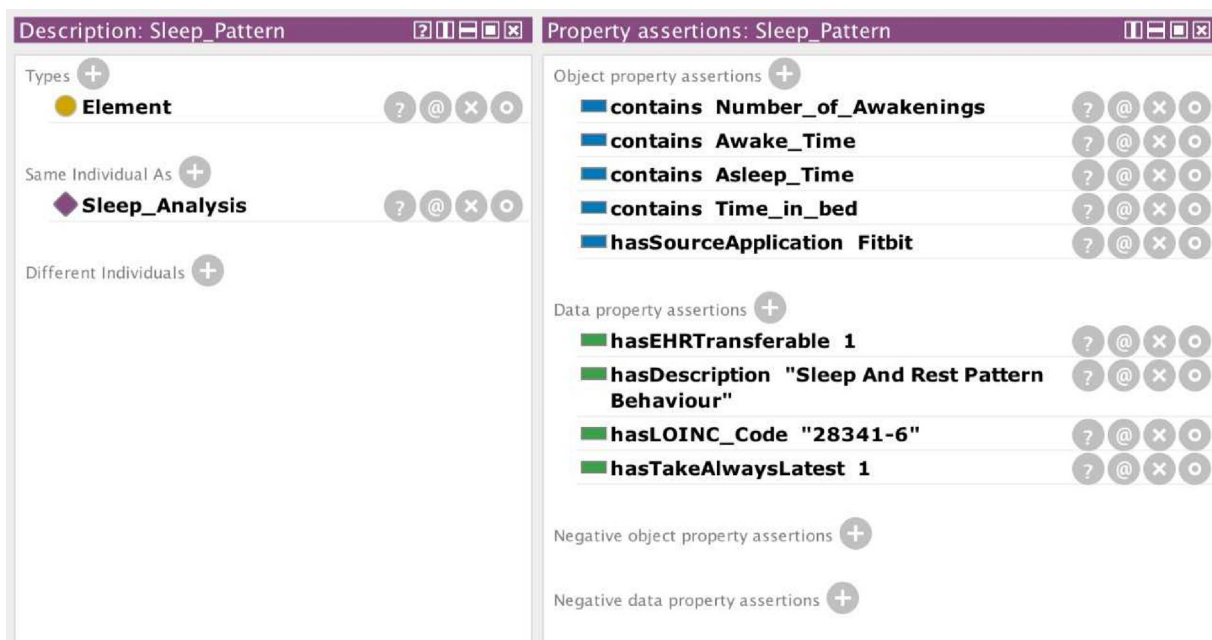 Description: Sleep_Pattern
Types
Element
Same Individual As
Sleep_Analysis
Different Individuals
Property assertions: Sleep_Pattern
Object property assertions
contains Number_of_Awakenings
contains Awake_Time
contains Asleep_Time
contains Time_in_bed
hasSourceApplication Fitbit
Data property assertions
hasEHRTransferable 1
hasDescription "Sleep And Rest Pattern
Behaviour"
hasLOINC_Code "28341-6"
hasTakeAlwaysLatest 1
Negative object property assertions
Negative data property assertions